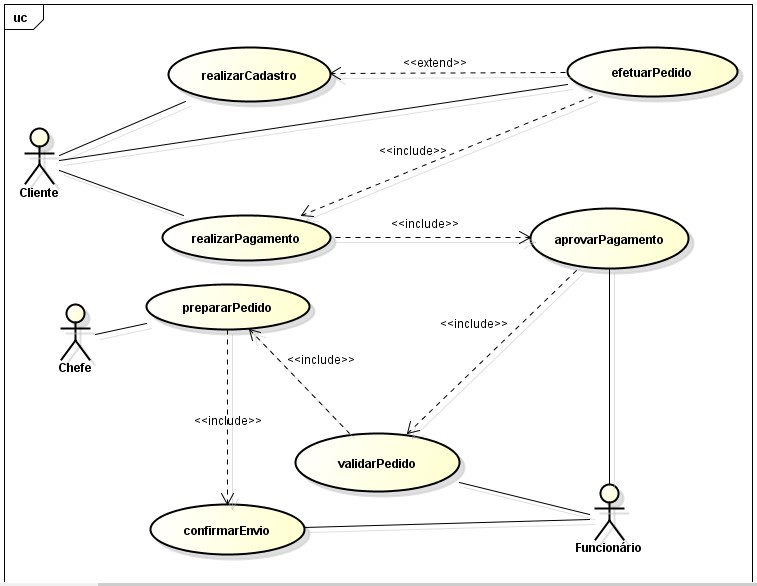 uc
realizarCadastro
<<extend>>
efetuarPedido
<<include>>
Cliente
realizarPagamento
<<include>>
aprovarPagamento
prepararPedido
<<include>>
Chefe
<<include>>
<<include>>
validarPedido
confirmarEnvio
Funcionário